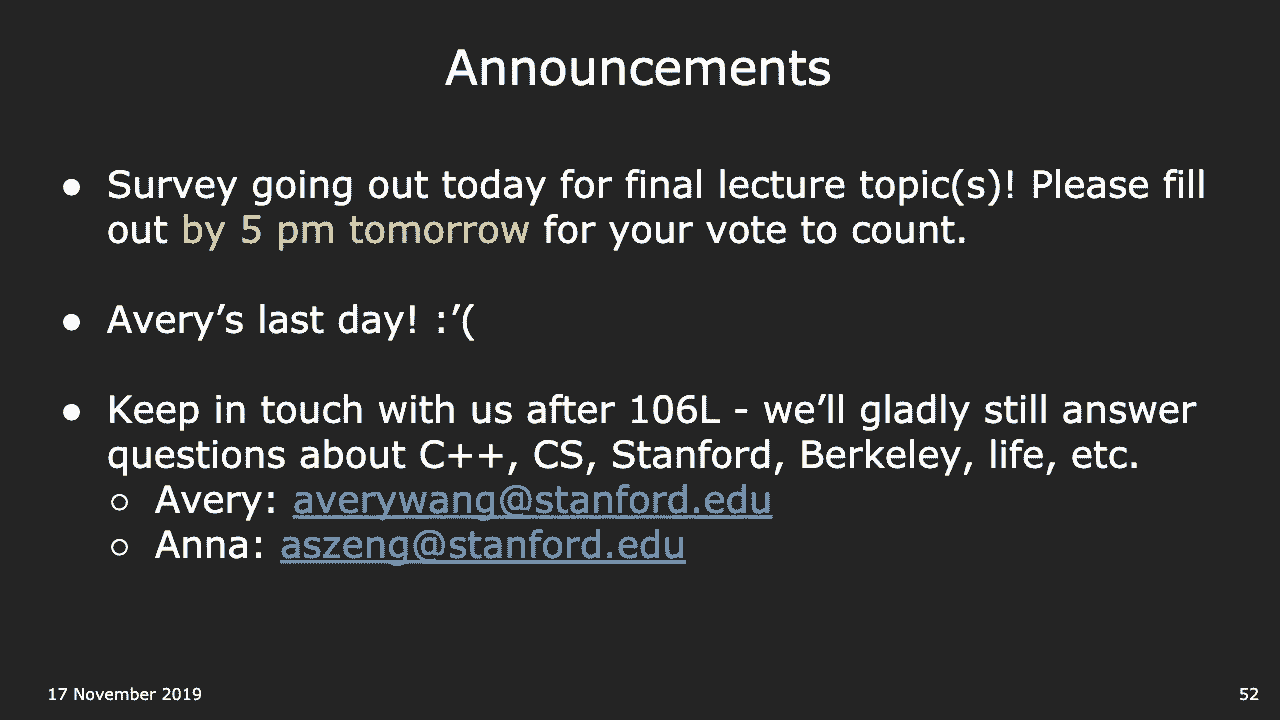 Announcements
● Survey going out today for final lecture topic(s)! Please fill
out by 5 pm tomorrow for your vote to count.
● Avery’s last day! :’(
● Keep in touch with us after 106L - we’ll gladly still answer
questions about C++, CS, Stanford, Berkeley, life, etc.
○ Avery: averywang@stanford.edu
○ Anna: aszeng@stanford.edu
17 November 2019
52